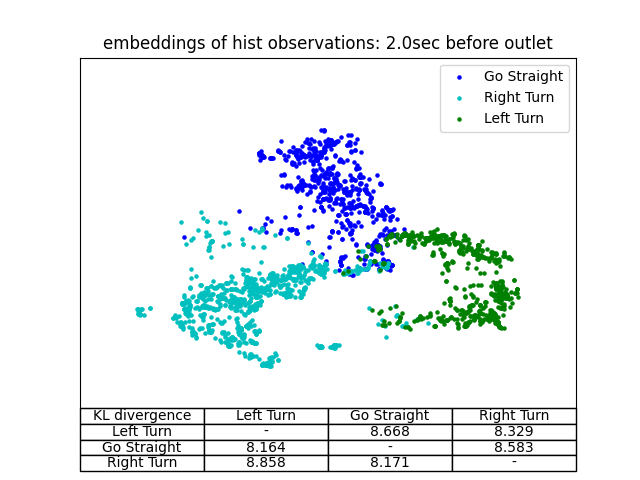 embeddings of hist observations: 2.0sec before outlet
Go Straight
Right Turn
Left Turn
KL divergence Left Turn Go Straight Right Turn
Left Turn - 8.668 8.329
Go Straight 8.164 - 8.583
Right Turn 8.858 8.171 -